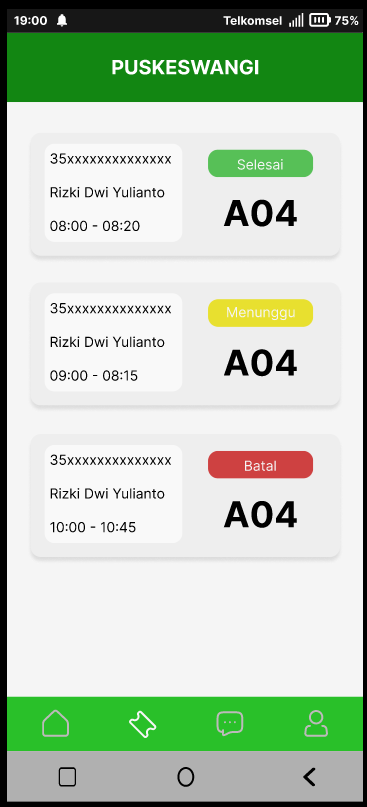 19:00 Telkomsel 75%
PUSKESWANGI
35xxxxxxxxxxxxxx
Rizki Dwi Yulianto
08:00 - 08:20
Selesai
A04
35xxxxxxxxxxxxxx
Rizki Dwi Yulianto
09:00 - 08:15
Menunggu
A04
35xxxxxxxxxxxxxx
Rizki Dwi Yulianto
10:00 - 10:45
Batal
A04